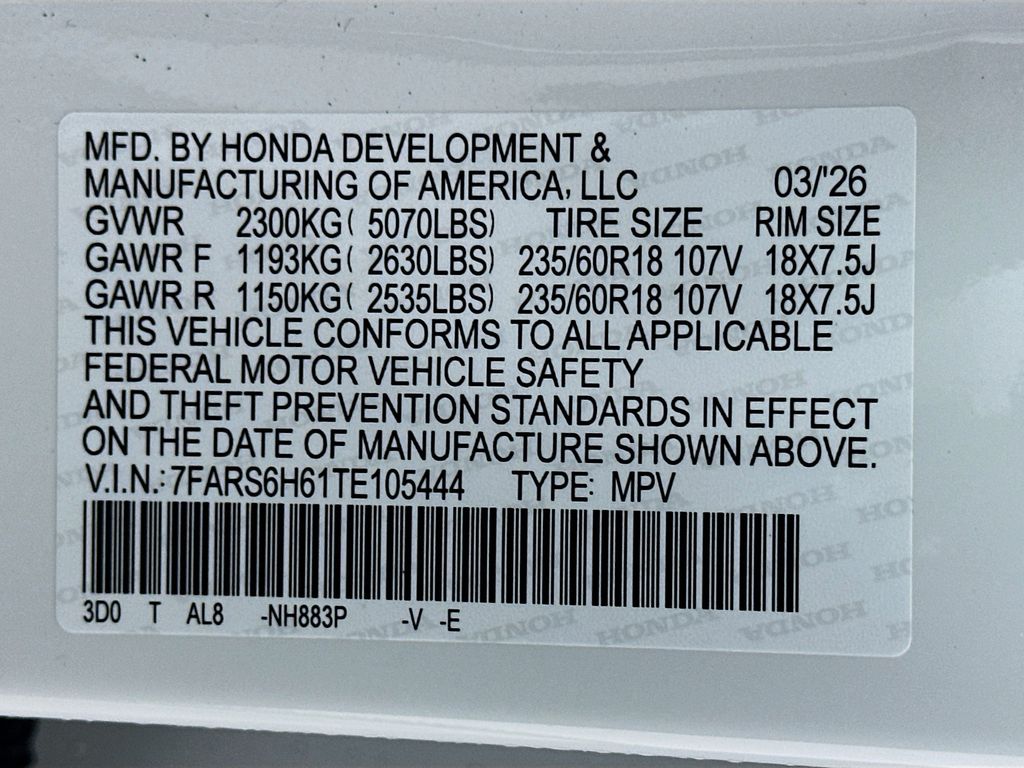 MFD. BY HONDA DEVELOPMENT &
MANUFACTURING OF AMERICA, LLC 03/'26
GVWR 2300KG( 5070LBS) TIRE SIZE RIM SIZE
GAWR F 1193KG( 2630LBS) 235/60R18 107V 18X7.5J
GAWR R 1150KG( 2535LBS) 235/60R18 107V 18X7.5J
THIS VEHICLE CONFORMS TO ALL APPLICABLE
FEDERAL MOTOR VEHICLE SAFETY
AND THEFT PREVENTION STANDARDS IN EFFECT
ON THE DATE OF MANUFACTURE SHOWN ABOVE.
V.I.N.:7FARS6H61TE105444 TYPE: MPV
3D0 T AL8 -NH883P -V -E